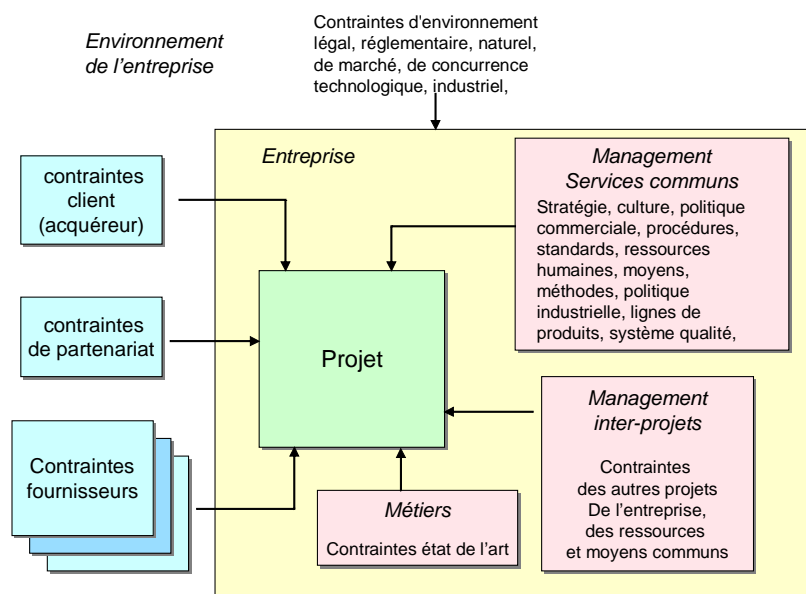 Environnement
de l'entreprise
Contraintes d'environnement
légal, réglementaire, naturel,
de marché, de concurrence
technologique, industriel,
Entreprise
contraintes
client
(acquéreur)
contraintes
de partenariat
Contraintes
fournisseurs
Projet
Management
Services communs
Stratégie, culture, politique
commerciale, procédures,
standards, ressources
humaines, moyens,
méthodes, politique
industrielle, lignes de
produits, système qualité,
Management
inter-projets
Contraintes
des autres projets
De l'entreprise,
des ressources
et moyens communs
Métiers
Contraintes état de l'art